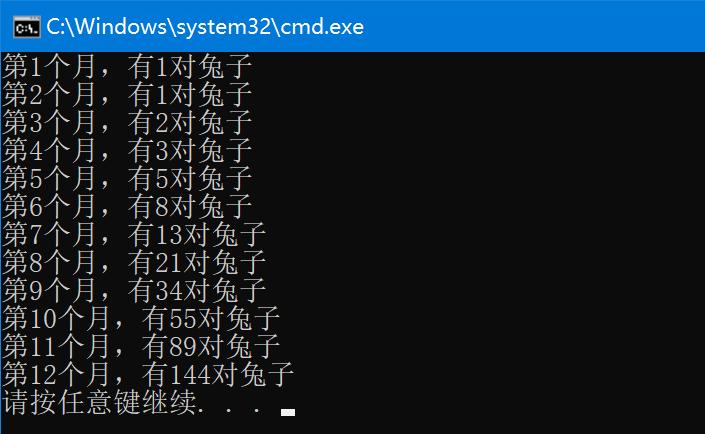 C:\Windows\system32\cmd.exe
第1个月，有1对兔子
第2个月，有1对兔子
第3个月，有2对兔子
第4个月，有3对兔子
第5个月，有5对兔子
第6个月，有8对兔子
第7个月，有13对兔子
第8个月，有21对兔子
第9个月，有34对兔子
第10个月，有55对兔子
第11个月，有89对兔子
第12个月，有144对兔子
请按任意键继续. . .